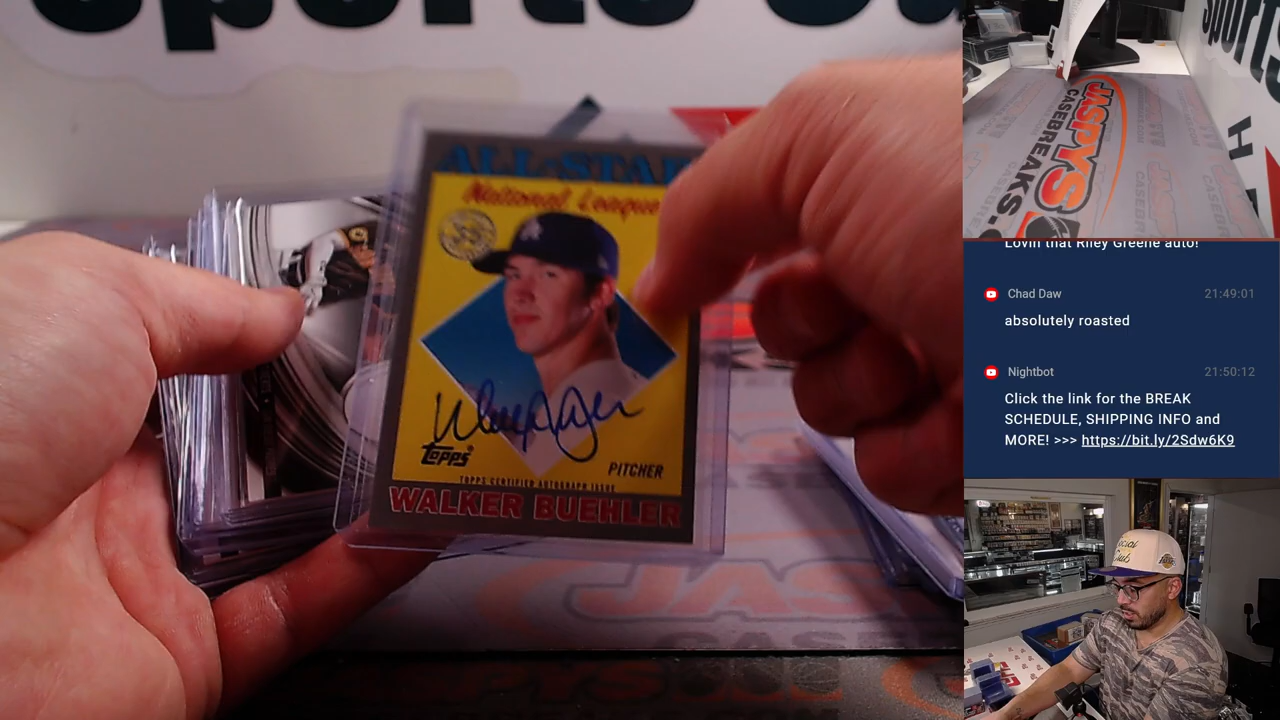 Sports
ALL-STAR
National League
Topps
PITCHER
TOPPS CERTIFIED AUTOGRAPH ISSUE
WALKER BUEHLER
JASPYS
CASEBREAKS.
sports
H
Lovin that Riley Greene auto!
Chad Daw 21:49:01
absolutely roasted
Nightbot 21:50:12
Click the link for the BREAK
SCHEDULE, SHIPPING INFO and
MORE! >>> https://bit.ly/2Sdw6K9